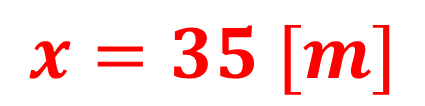 x = 35 [m]